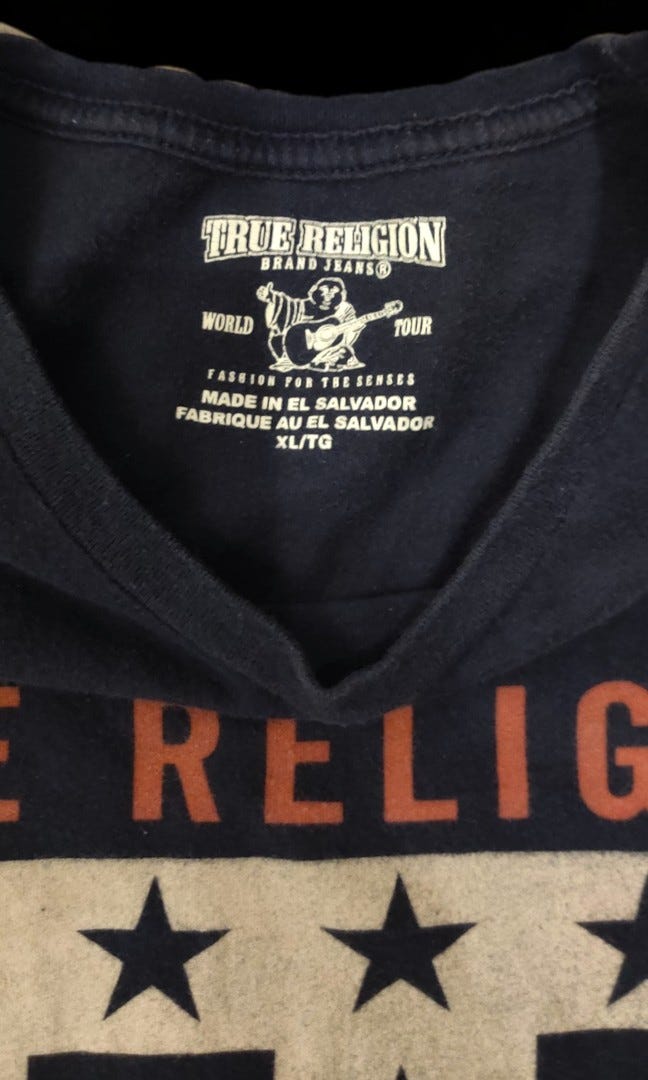 TRUE RELIGION
BRAND JEANS®
WORLD TOUR
FASHION FOR THE SENSES
MADE IN EL SALVADOR
FABRIQUE AU EL SALVADOR
XL/TG
E RELIG